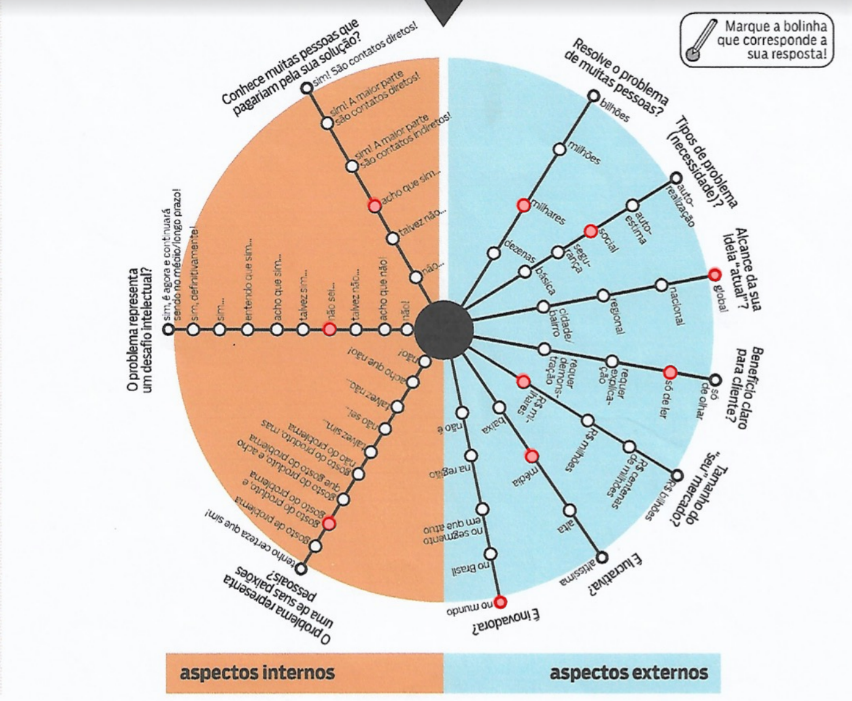 Marque a bolinha
que corresponde a
sua resposta!
Conhece muitas pessoas que
pagariam pela sua solução?
sim! São contatos diretos!
sim! A maior parte
são contatos diretos!
sim! A maior parte
são contatos indiretos!
acho que sim...
talvez não...
não...
O problema representa
um desafio intelectual?
sim, é agora e continuará
sendo no médio/longo prazo!
sim, definitivamente!
sim...
entendo que sim...
acho que sim...
talvez sim...
não sei...
talvez não...
acho que não!
não!
O problema representa
uma de suas paixões
pessoais?
tenho certeza que sim!
gosto do problema
gosto do produto e
gosto do problema
gosto do produto e acho
que gosto do problema
gosto do produto, mas
não do problema
talvez sim...
não sei...
talvez não...
acho que não!
não!
Resolve o problema
de muitas pessoas?
bilhões
milhões
milhares
dezenas
Tipos de problema
(necessidade)?
auto-
realização
auto-
estima
social
segu-
rança
básica
Alcance da sua
ideia "atual"?
global
nacional
regional
cidade/
bairro
Benefício claro
para cliente?
só
de olhar
só de ler
requer
explica-
ção
requer
demons-
tração
Tamanho do
"seu" mercado?
R$ bilhões
R$ centenas
de milhões
R$ milhões
R$ mi-
lhares
É lucrativa?
altíssima
alta
média
baixa
É inovadora?
no mundo
no Brasil
no segmento
em que atuo
na região
não é
aspectos internos
aspectos externos